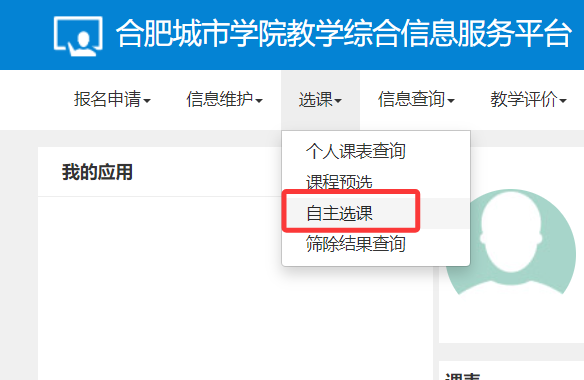 合肥城市学院教学综合信息服务平台
报名申请 信息维护 选课 信息查询 教学评价
个人课表查询
我的应用
课程预选
自主选课
筛除结果查询
课表